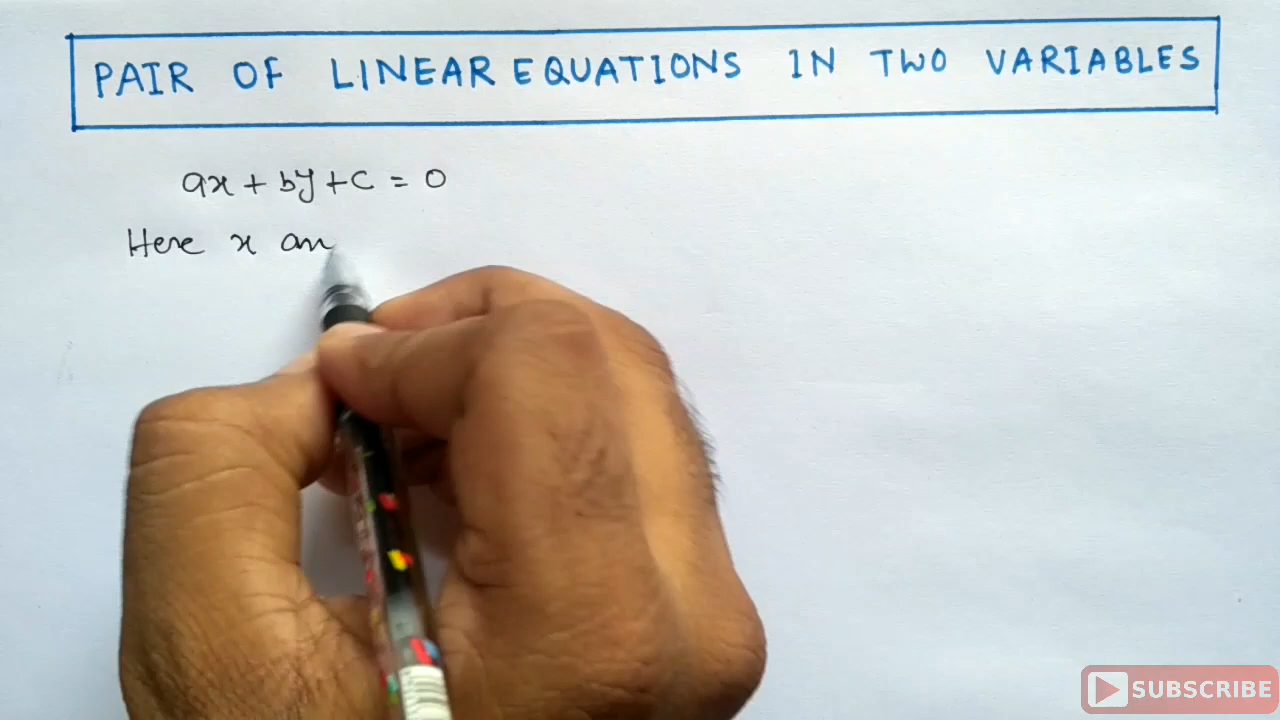 PAIR OF LINEAR EQUATIONS IN TWO VARIABLES
ax + by + c = 0
Here x an
SUBSCRIBE